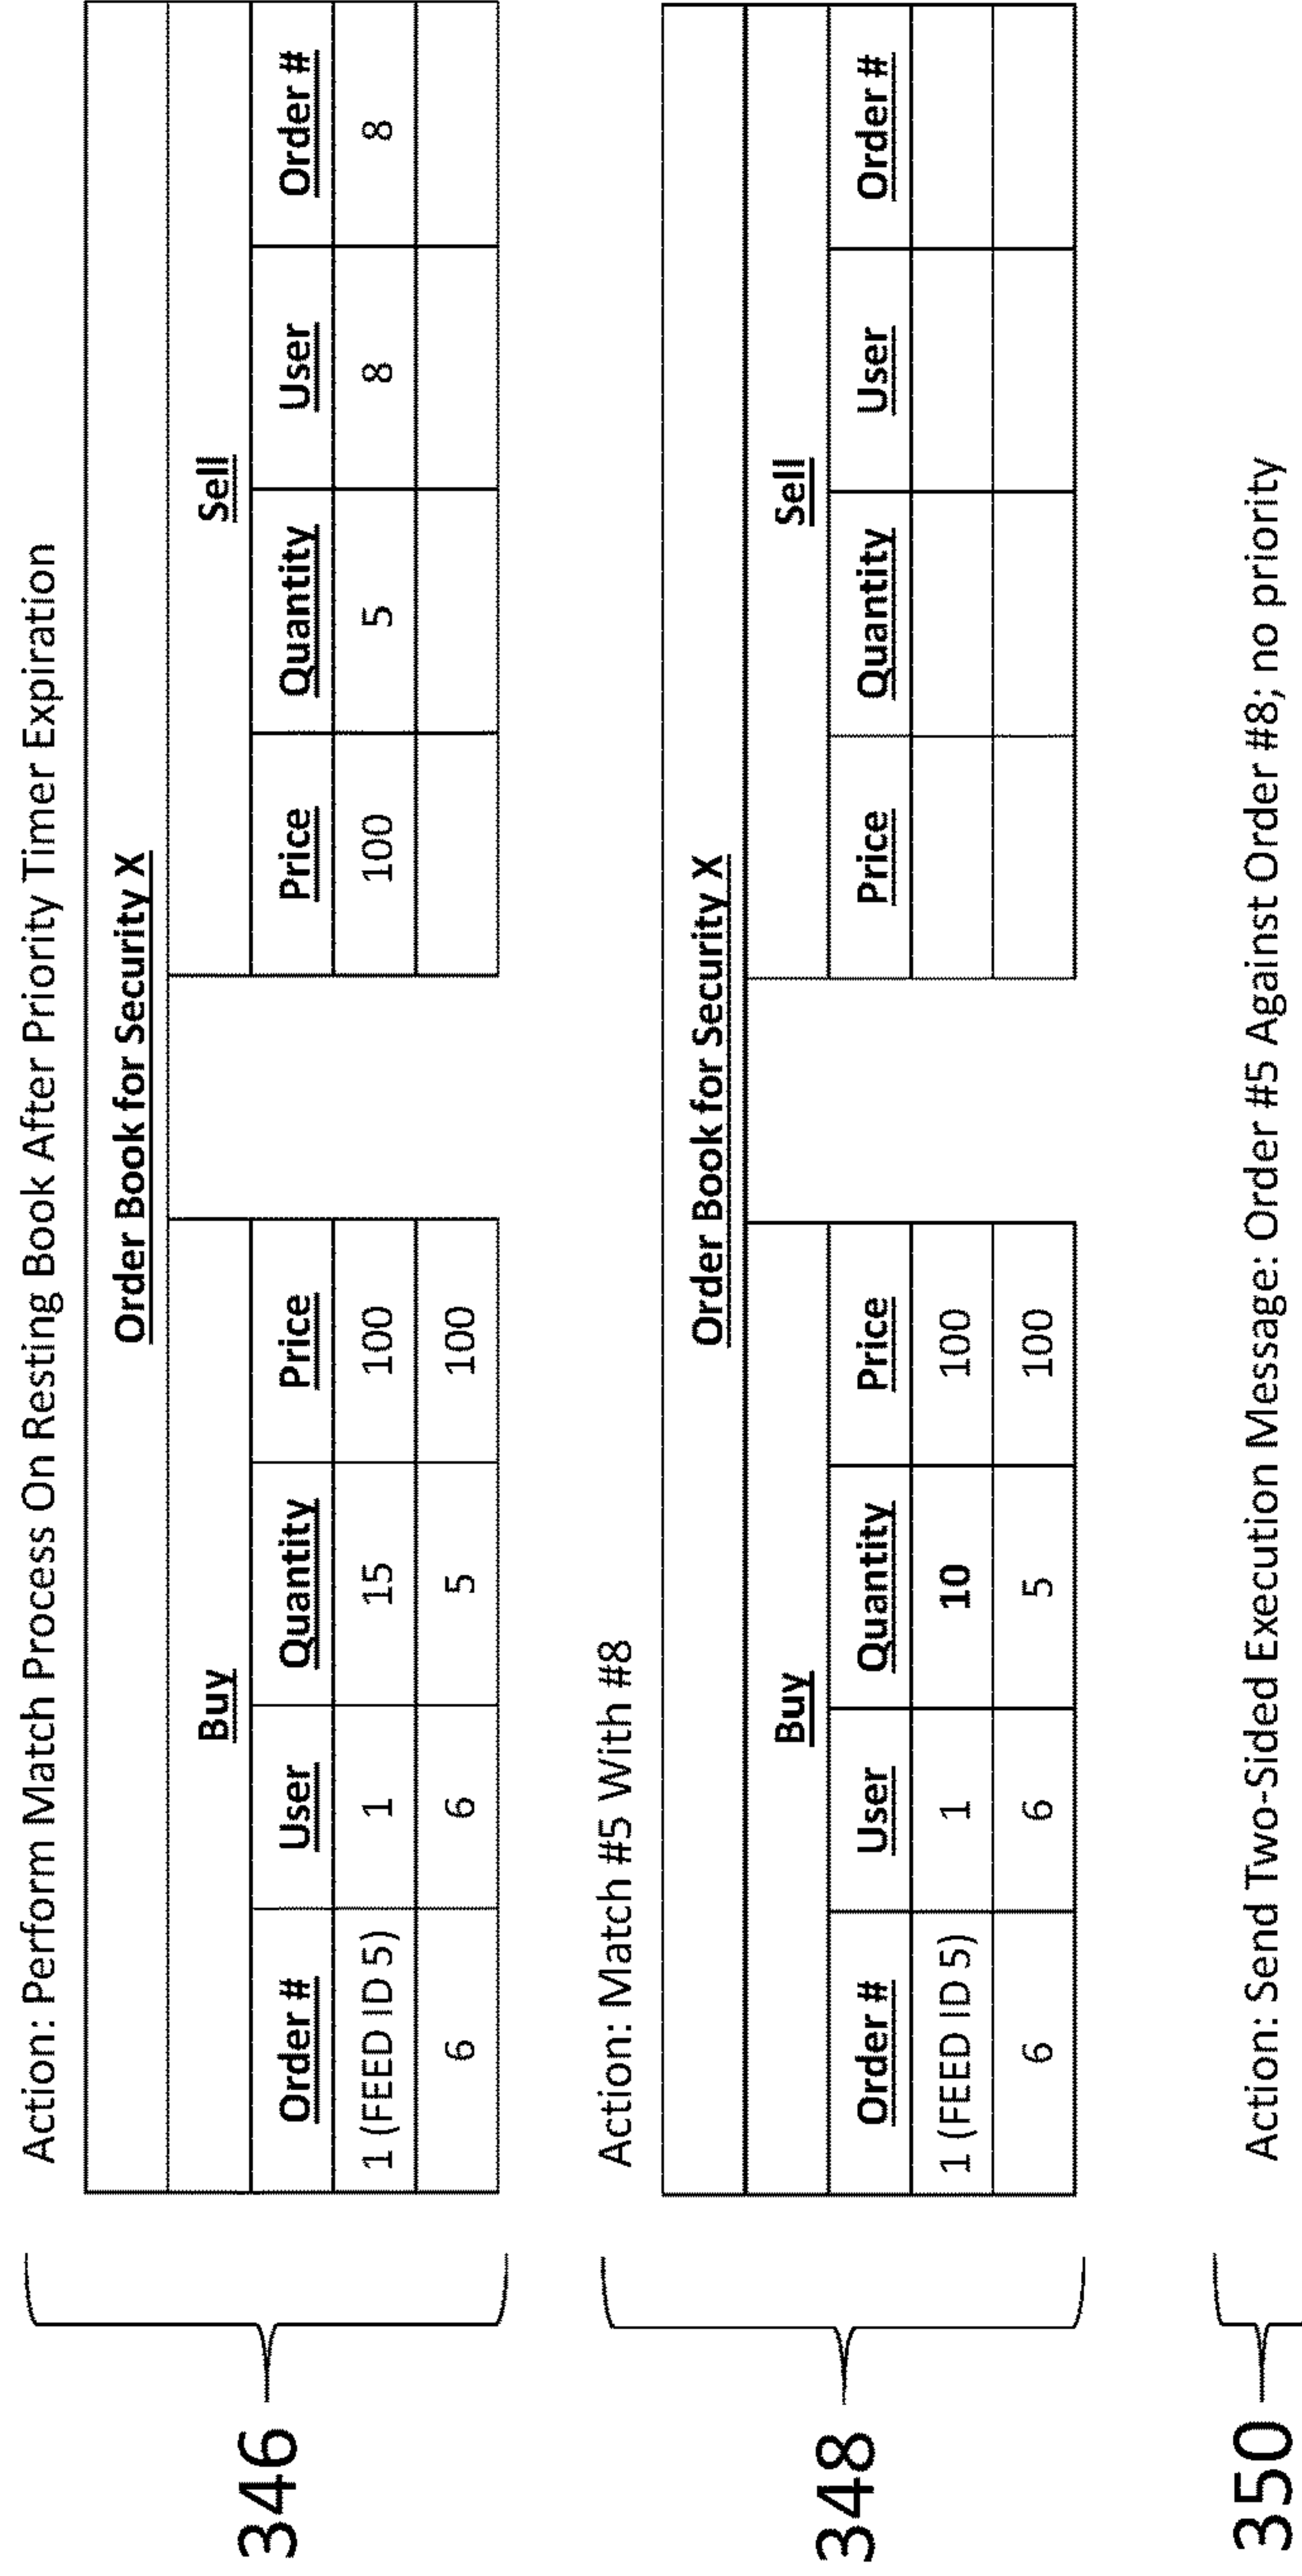 346
Action: Perform Match Process On Resting Book After Priority Timer Expiration
Order Book for Security X
Buy Sell
Order # User Quantity Price Price Quantity User Order #
1 (FEED ID 5) 1 15 100 100 5 8 8
6 6 5 100
348
Action: Match #5 With #8
Order Book for Security X
Buy Sell
Order # User Quantity Price Price Quantity User Order #
1 (FEED ID 5) 1 10 100
6 6 5 100
350
Action: Send Two-Sided Execution Message: Order #5 Against Order #8; no priority